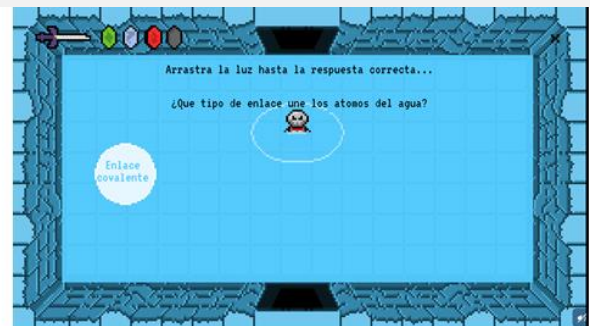 Arrastra la luz hasta la respuesta correcta...
¿Que tipo de enlace une los atomos del agua?
Enlace
covalente